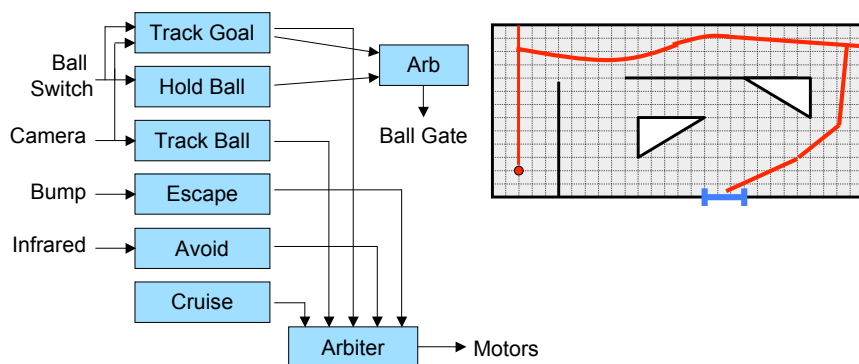 Track Goal
Ball
Switch
Hold Ball
Arb
Camera
Track Ball
Ball Gate
Bump
Escape
Infrared
Avoid
Cruise
Arbiter
Motors